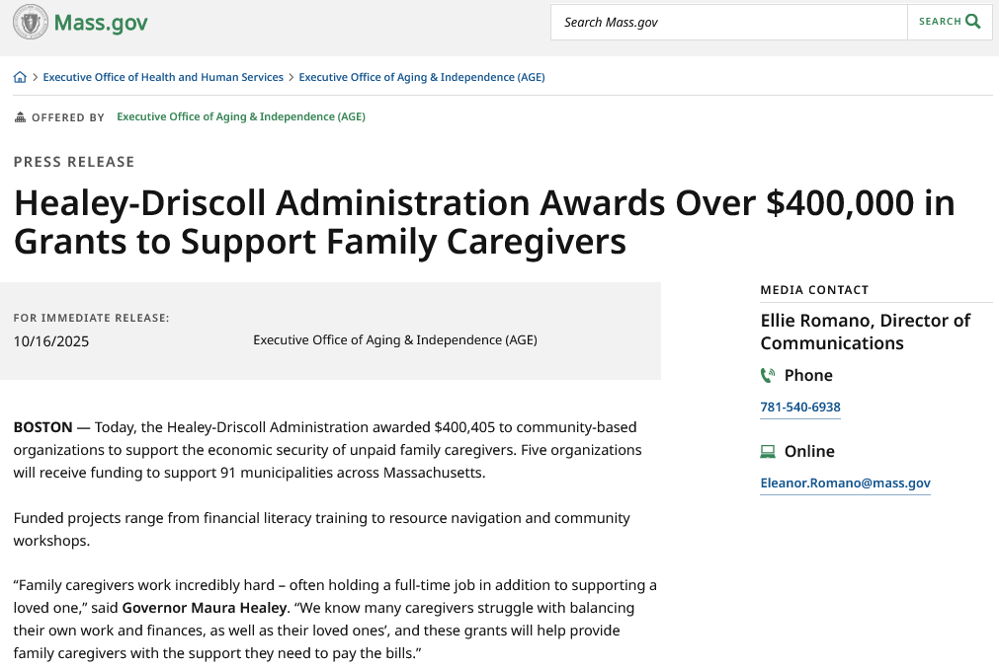 Mass.gov
Search Mass.gov
SEARCH
Executive Office of Health and Human Services
Executive Office of Aging & Independence (AGE)
OFFERED BY Executive Office of Aging & Independence (AGE)
PRESS RELEASE
Healey-Driscoll Administration Awards Over $400,000 in
Grants to Support Family Caregivers
FOR IMMEDIATE RELEASE:
10/16/2025
Executive Office of Aging & Independence (AGE)
MEDIA CONTACT
Ellie Romano, Director of
Communications
Phone
781-540-6938
Online
Eleanor.Romano@mass.gov
BOSTON — Today, the Healey-Driscoll Administration awarded $400,405 to community-based
organizations to support the economic security of unpaid family caregivers. Five organizations
will receive funding to support 91 municipalities across Massachusetts.
Funded projects range from financial literacy training to resource navigation and community
workshops.
“Family caregivers work incredibly hard – often holding a full-time job in addition to supporting a
loved one,” said Governor Maura Healey. “We know many caregivers struggle with balancing
their own work and finances, as well as their loved ones’, and these grants will help provide
family caregivers with the support they need to pay the bills.”